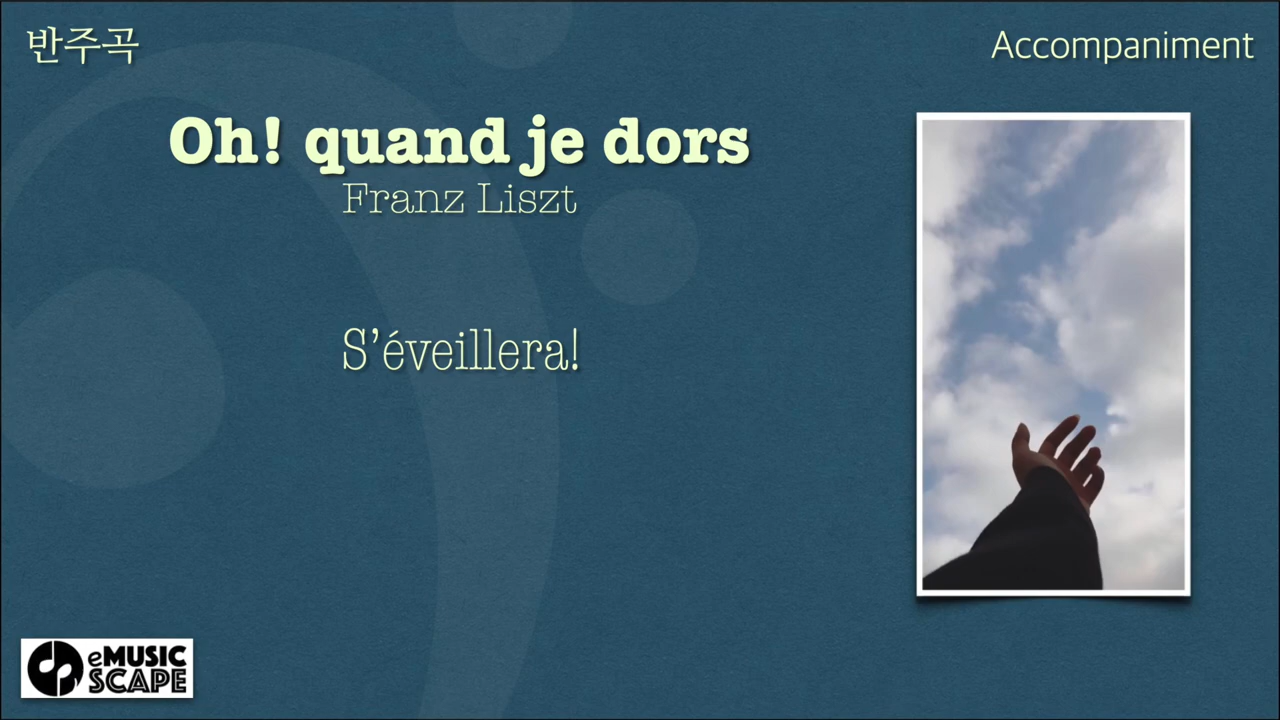 반주곡
Accompaniment
Oh! quand je dors
Franz Liszt
S'éveillera!
eMUSIC
SCAPE